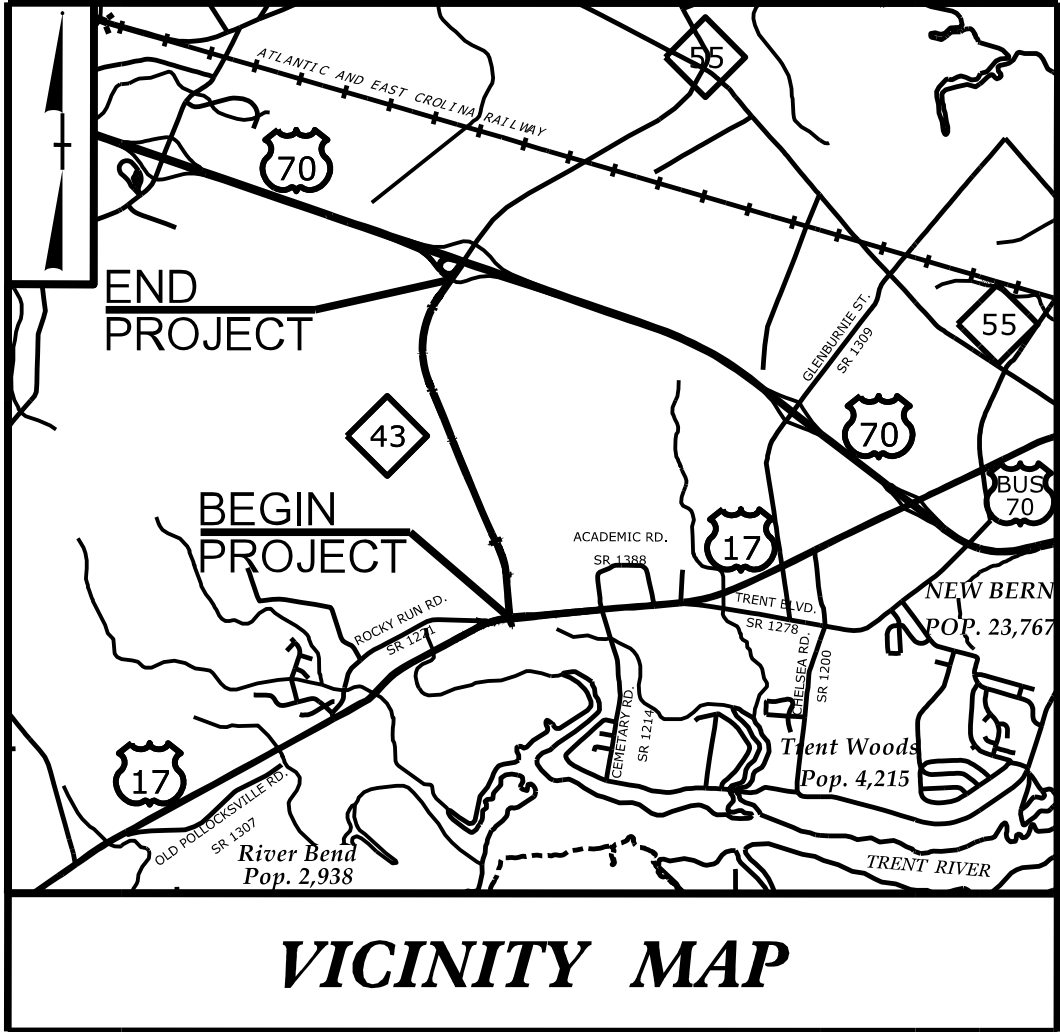 55
ATLANTIC AND EAST CROLINA RAILWAY
70
END
PROJECT
55
GLENBURNIE ST.
SR 1309
43
70
BUS
70
BEGIN
PROJECT
ACADEMIC RD.
SR 1388
17
NEW BERN
POP. 23,767
TRENT BLVD.
SR 1278
ROCKY RUN RD.
SR 1221
CHELSEA RD.
SR 1200
CEMETARY RD.
SR 1214
Trent Woods
Pop. 4,215
17
OLD POLLOCKSVILLE RD.
SR 1307
River Bend
Pop. 2,938
TRENT RIVER
VICINITY MAP